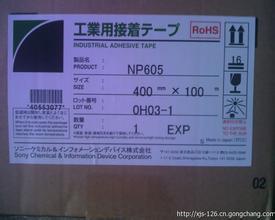 工業用接着テープ
RoHS
INDUSTRIAL ADHESIVE TAPE
製品名
PRODUCT : NP605
サイズ
SIZE : 400 mm × 100 m
ロット番号
LOT NO. : 0H03-1
数量
QUANTITY : 1 EXP
16
ソニーケミカル&インフォメーションデバイス株式会社
Sony Chemical & Information Device Corporation
02
http://xjs-126.cn.gongchang.com